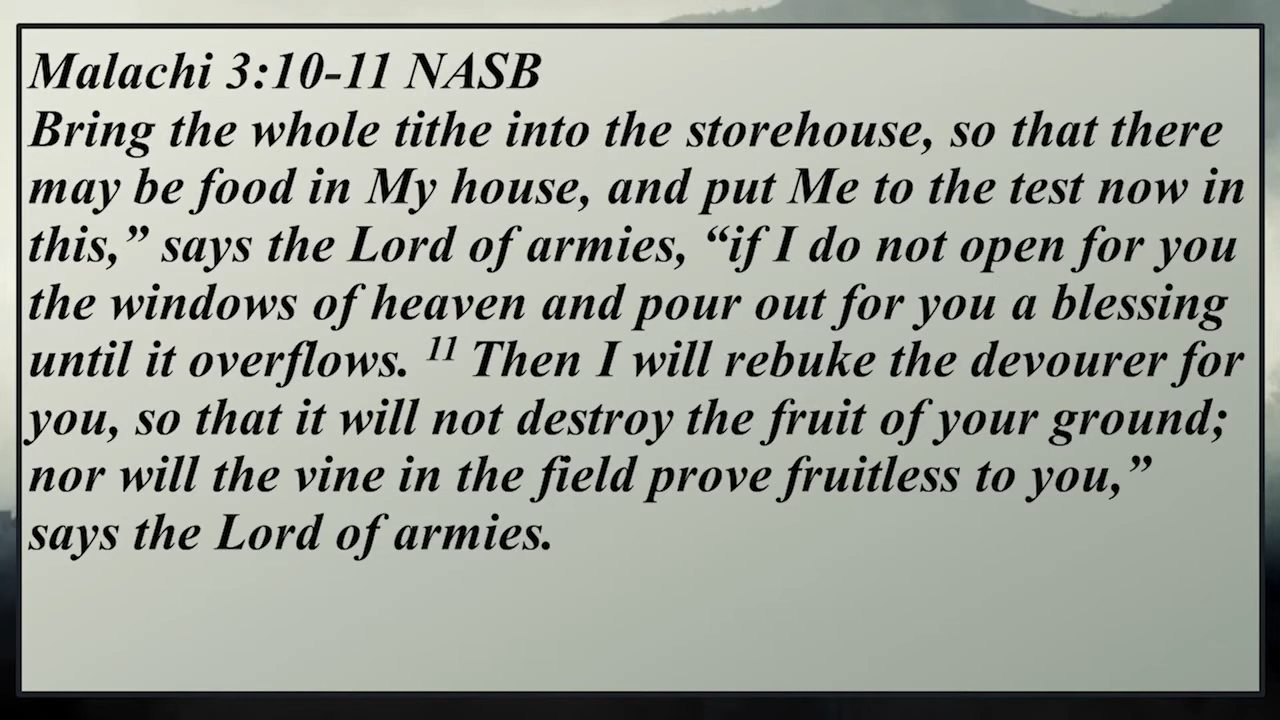 Malachi 3:10-11 NASB
Bring the whole tithe into the storehouse, so that there
may be food in My house, and put Me to the test now in
this,” says the Lord of armies, “if I do not open for you
the windows of heaven and pour out for you a blessing
until it overflows. 11 Then I will rebuke the devourer for
you, so that it will not destroy the fruit of your ground;
nor will the vine in the field prove fruitless to you,”
says the Lord of armies.